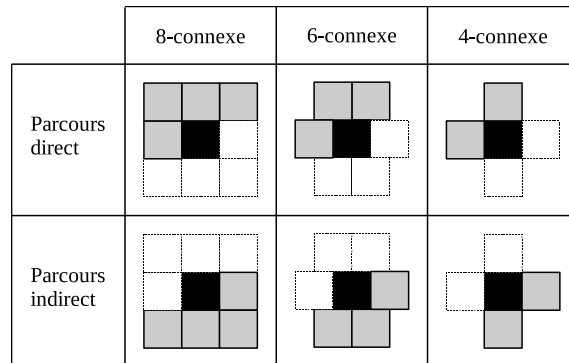 8-connexe 6-connexe 4-connexe
Parcours
direct
Parcours
indirect